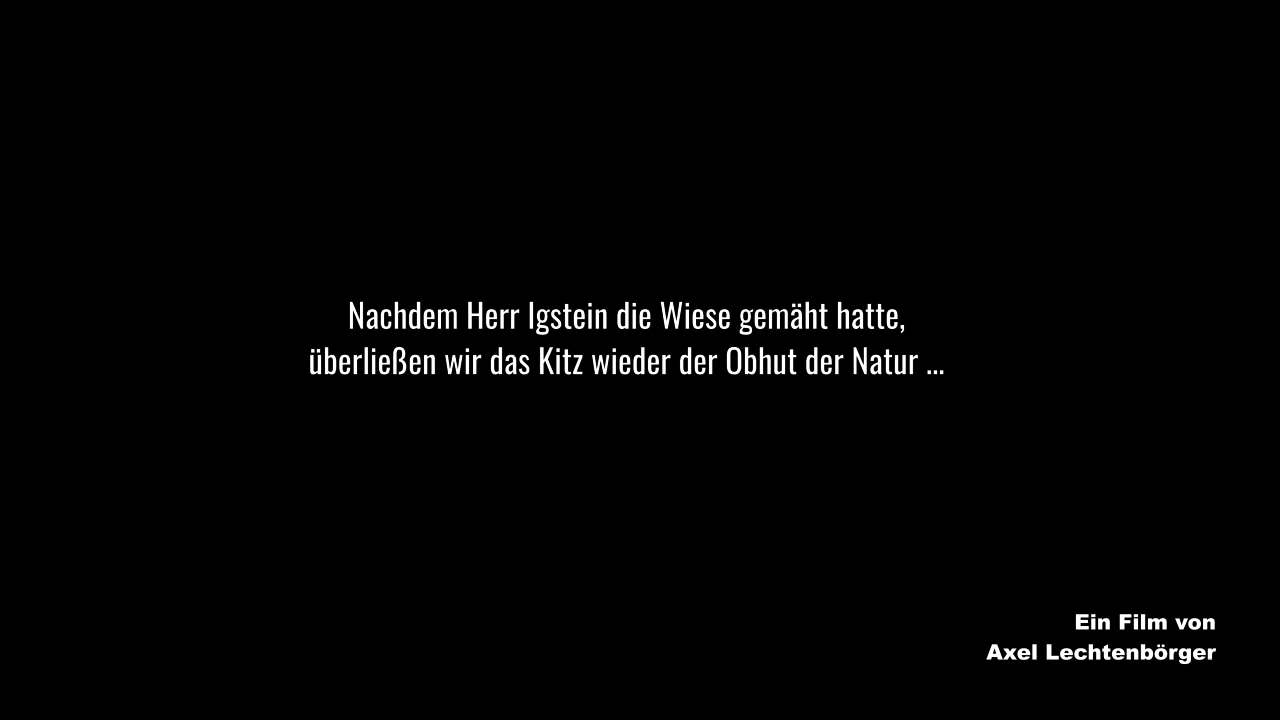 Nachdem Herr Igstein die Wiese gemäht hatte,
überließen wir das Kitz wieder der Obhut der Natur ...
Ein Film von
Axel Lechtenbörger